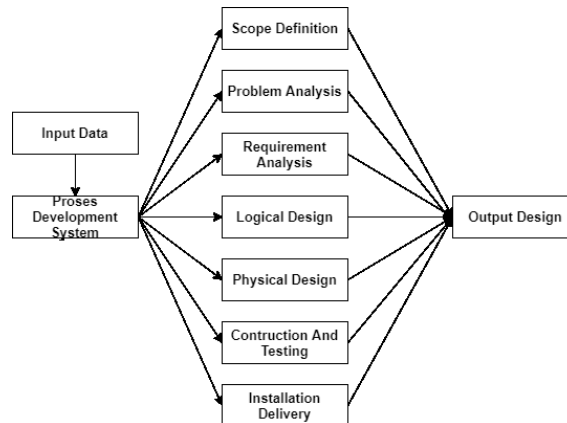 Scope Definition
Problem Analysis
Input Data
Requirement
Analysis
Proses
Development
System
Logical Design
Output Design
Physical Design
Contruction And
Testing
Installation
Delivery